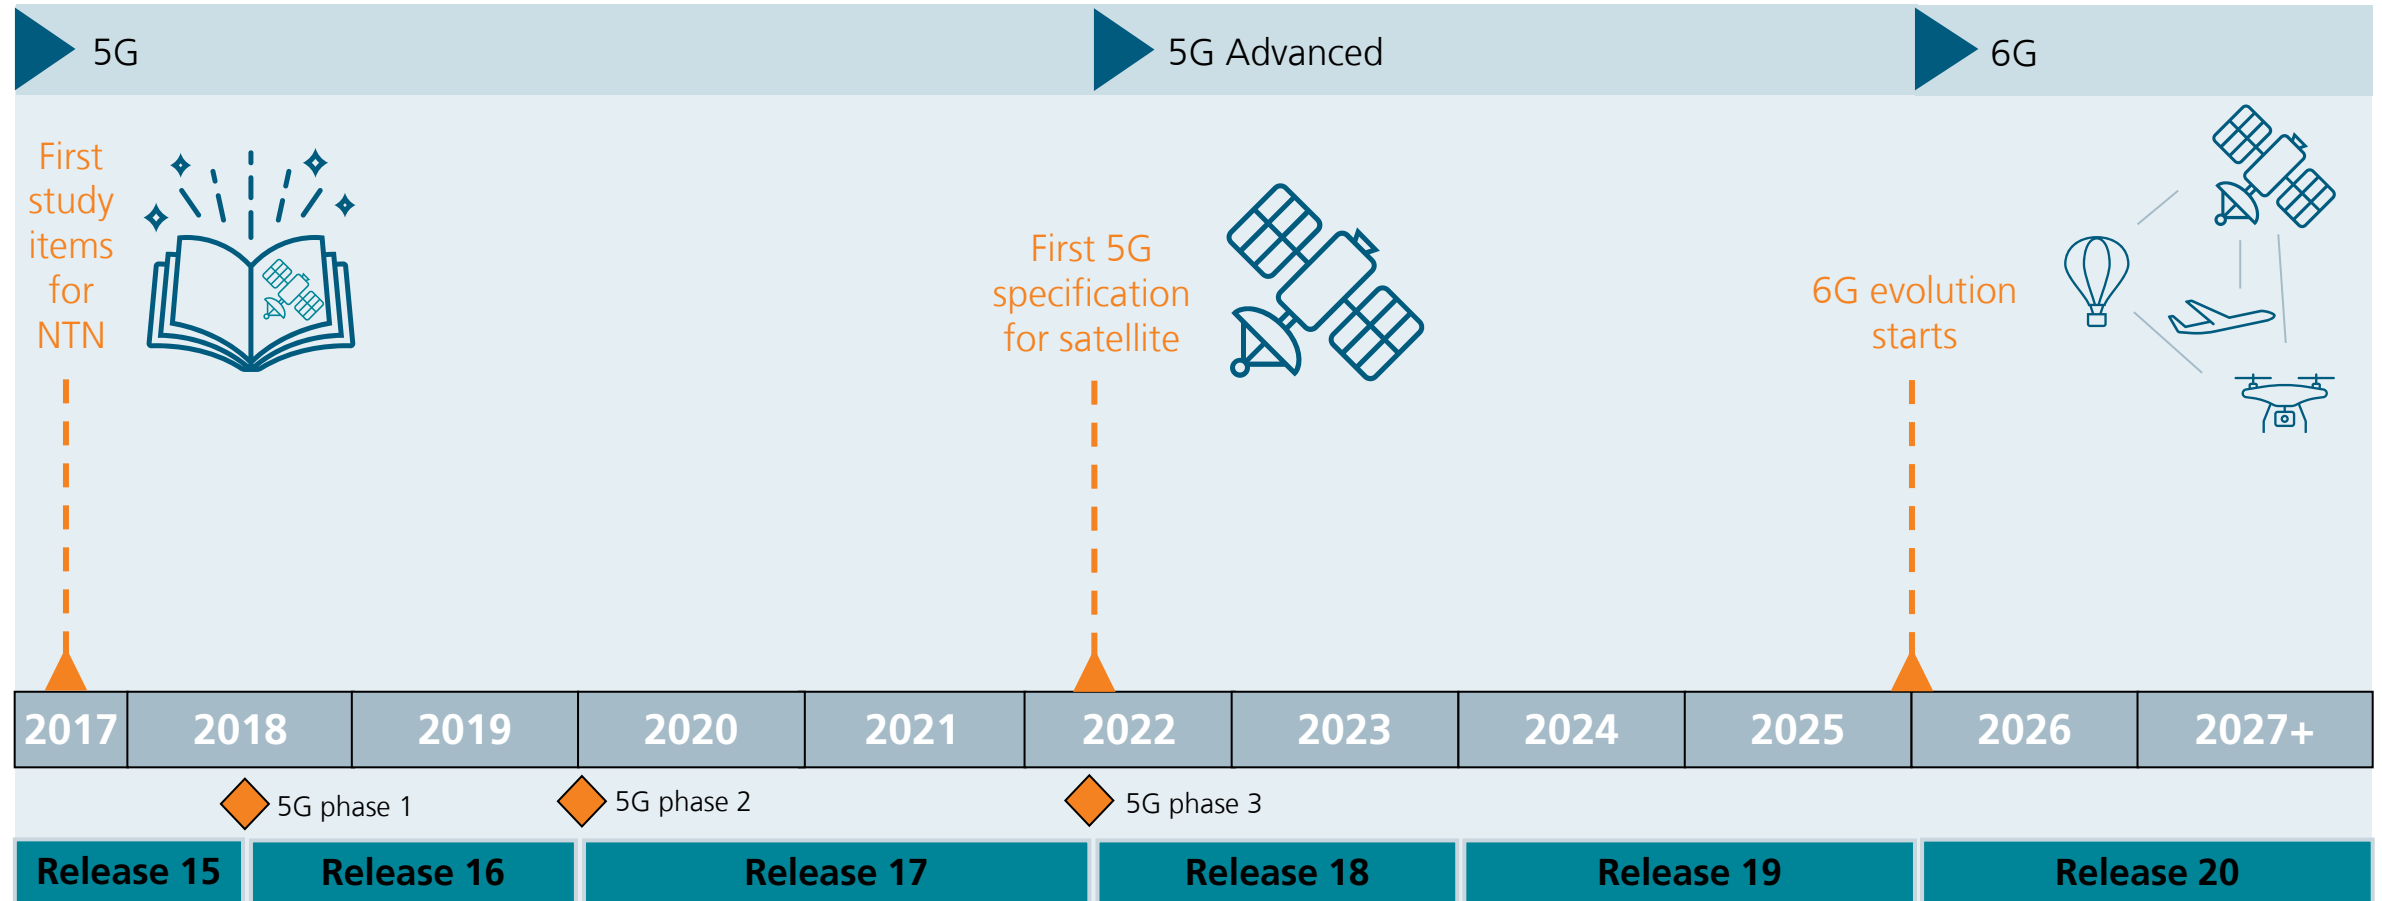 5G
5G Advanced
6G
First
study
items
for
NTN
First 5G
specification
for satellite
6G evolution
starts
2017
2018
2019
2020
2021
2022
2023
2024
2025
2026
2027+
5G phase 1
5G phase 2
5G phase 3
Release 15
Release 16
Release 17
Release 18
Release 19
Release 20